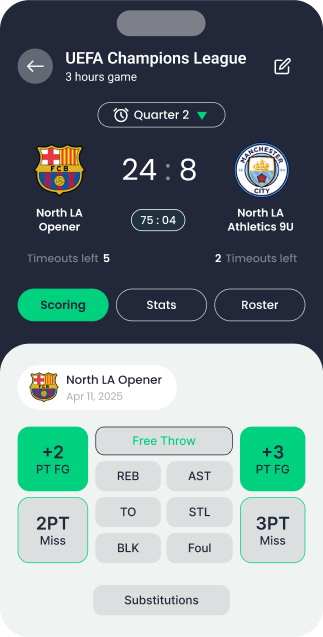 UEFA Champions League
3 hours game
Quarter 2
FCB
MANCHESTER
CITY
24 : 8
North LA
Opener
75 : 04
North LA
Athletics 9U
Timeouts left 5
2 Timeouts left
Scoring
Stats
Roster
North LA Opener
Apr 11, 2025
+2
PT FG
Free Throw
+3
PT FG
REB
AST
2PT
Miss
TO
STL
3PT
Miss
BLK
Foul
Substitutions